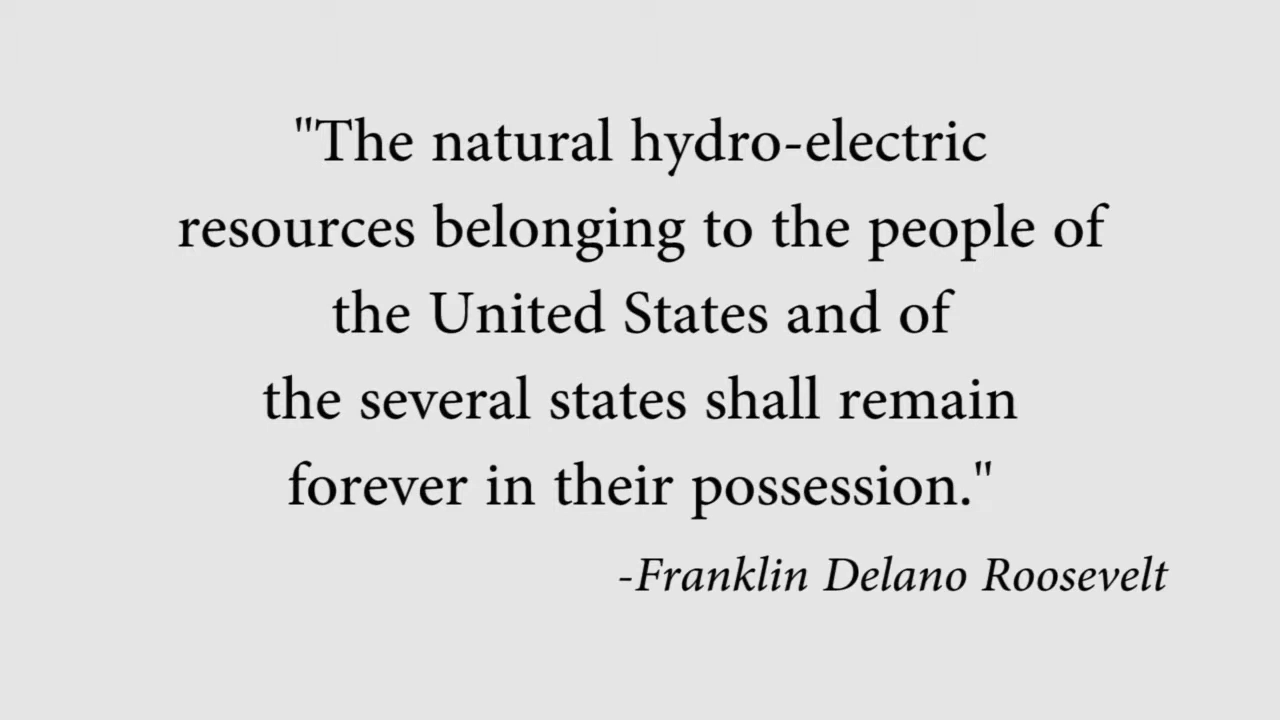 "The natural hydro-electric
resources belonging to the people of
the United States and of
the several states shall remain
forever in their possession."
-Franklin Delano Roosevelt